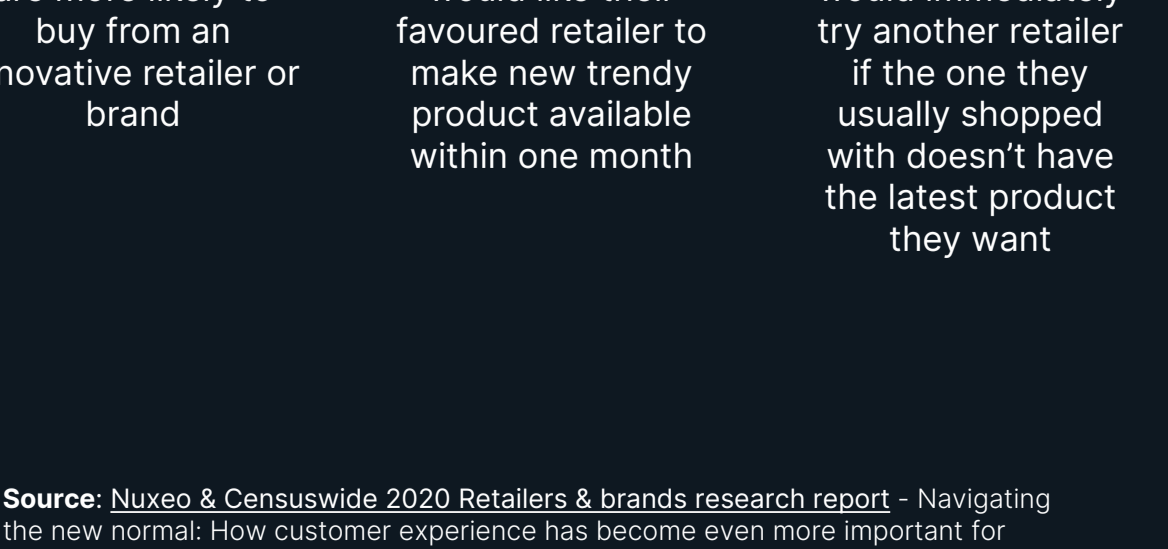 are more likely to
buy from an
novative retailer or
brand
would like their
favoured retailer to
make new trendy
product available
within one month
would immediately
try another retailer
if the one they
usually shopped
with doesn't have
the latest product
they want
Source: Nuxeo & Censuswide 2020 Retailers & brands research report - Navigating
the new normal: How customer experience has become even more important for